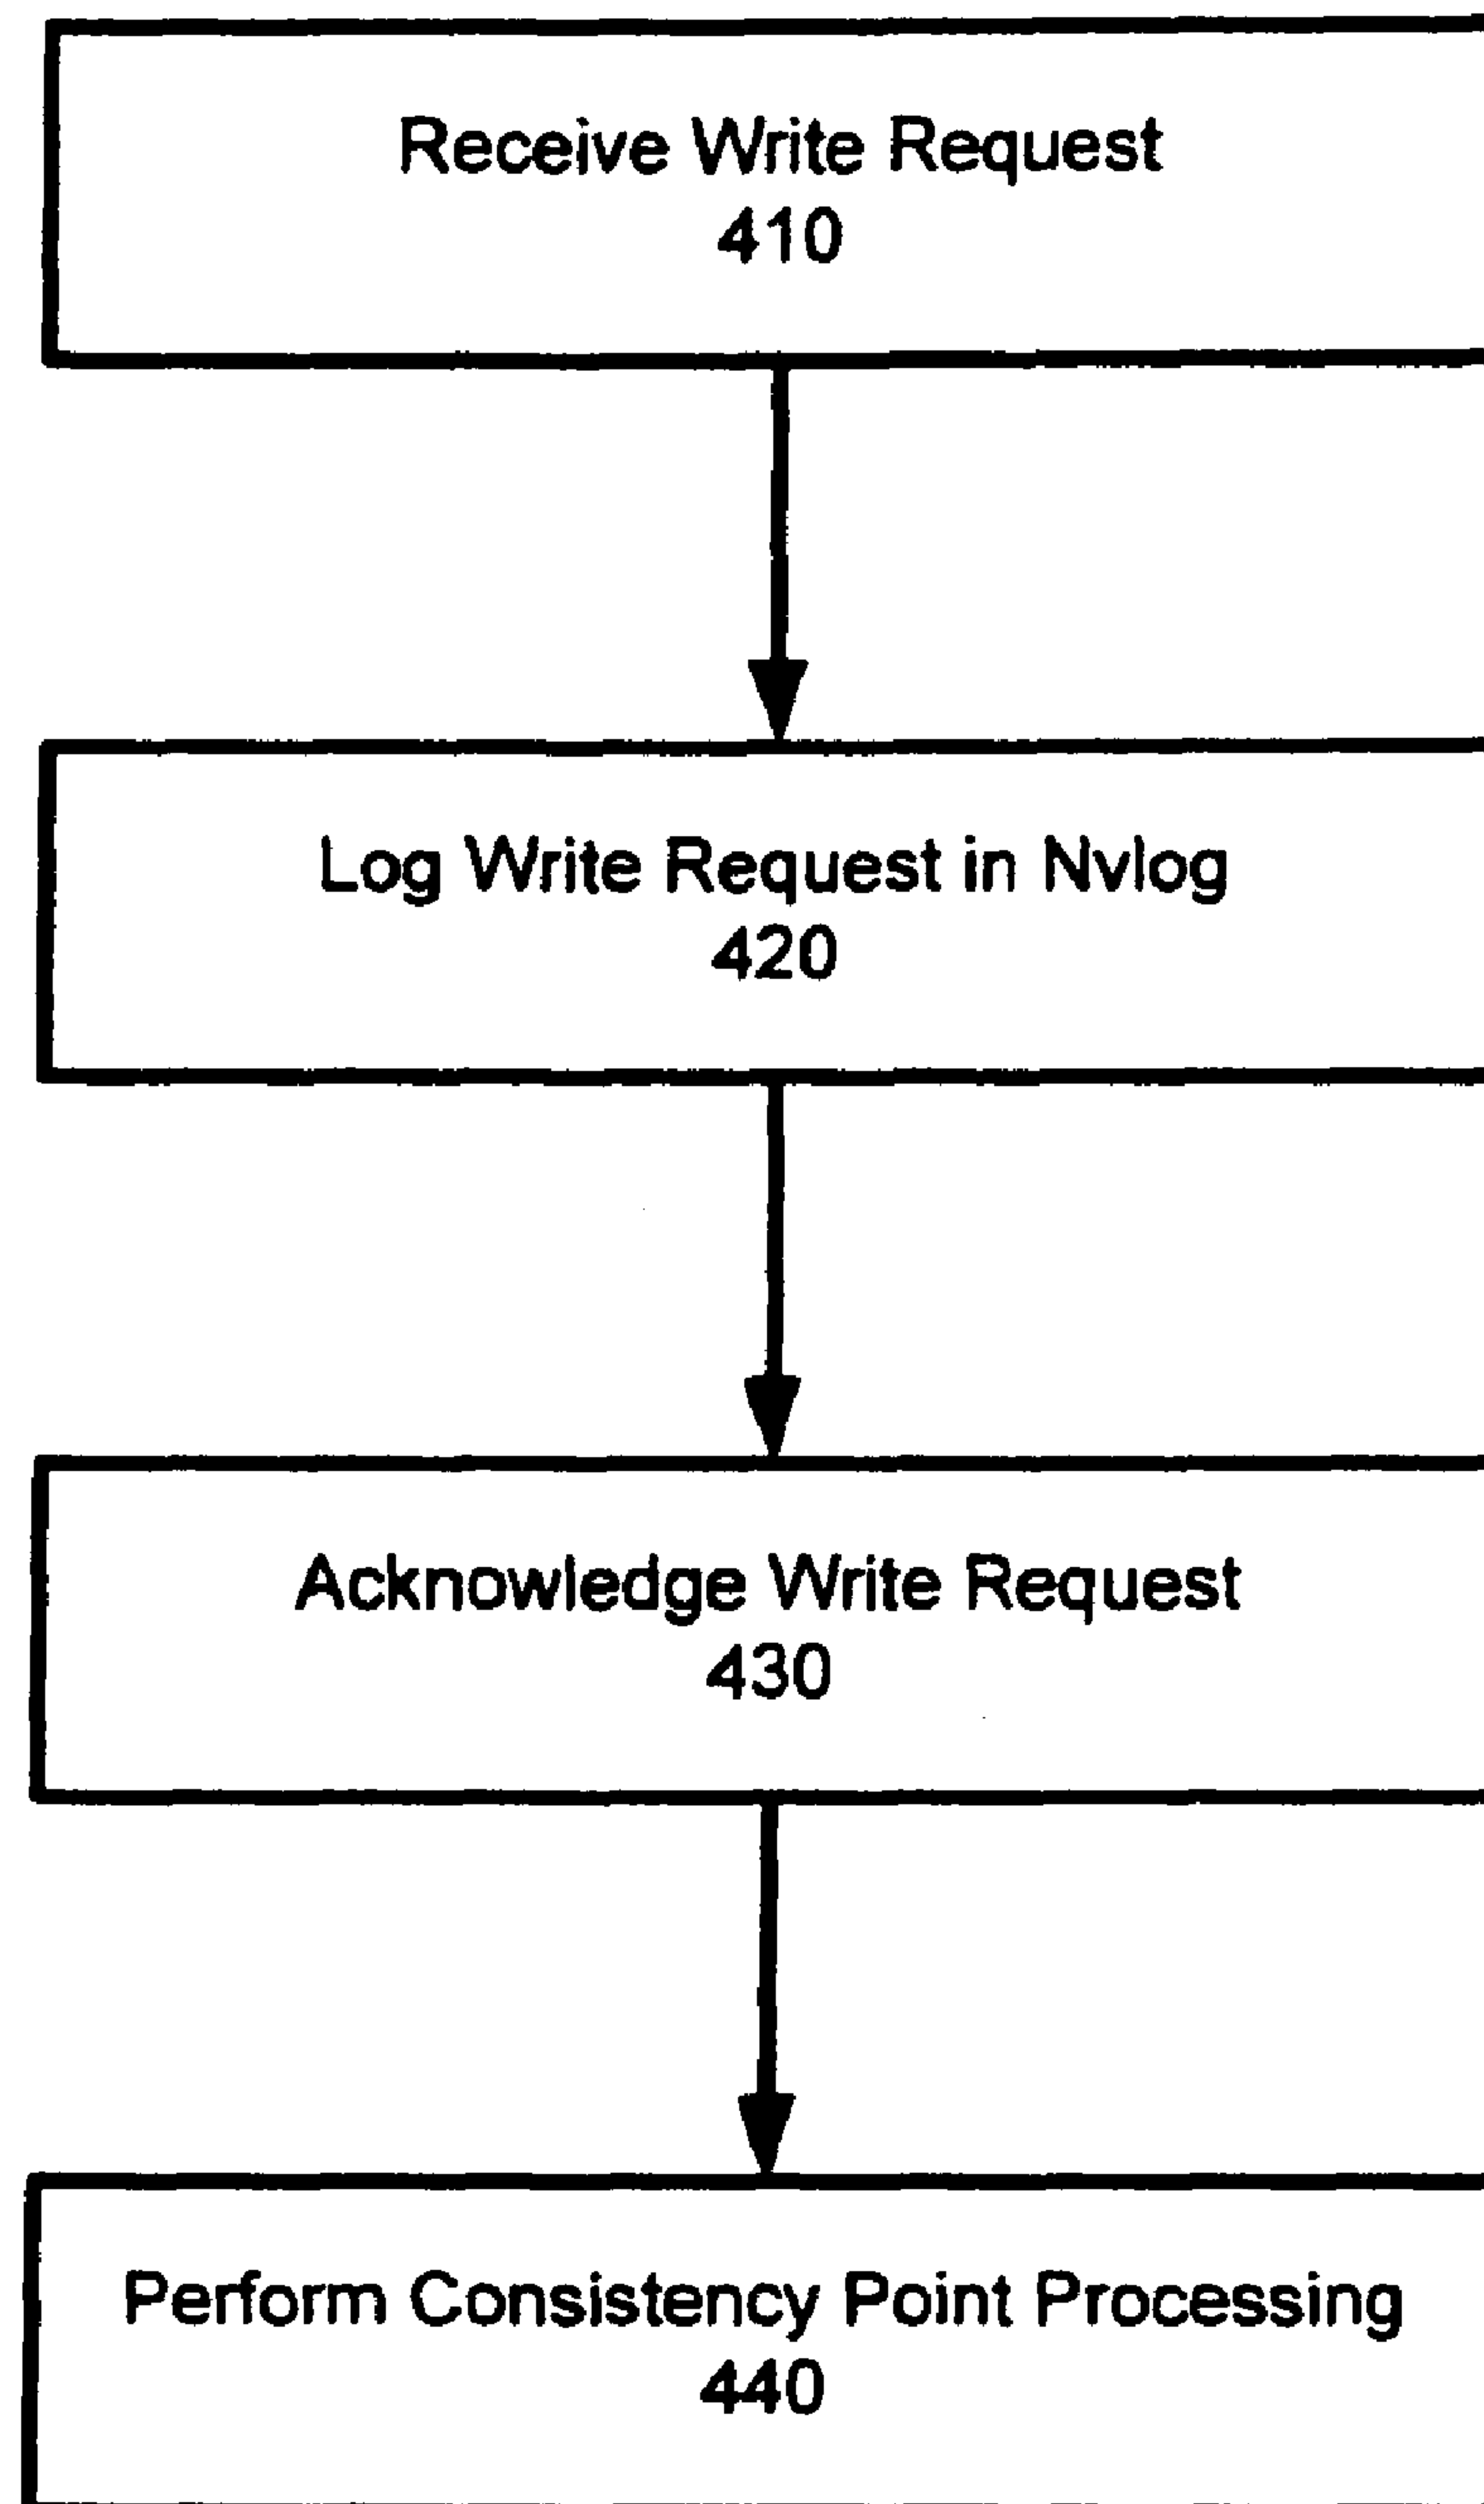 Receive Write Request
410
Log Write Request in NVlog
420
Acknowledge Write Request
430
Perform Consistency Point Processing
440